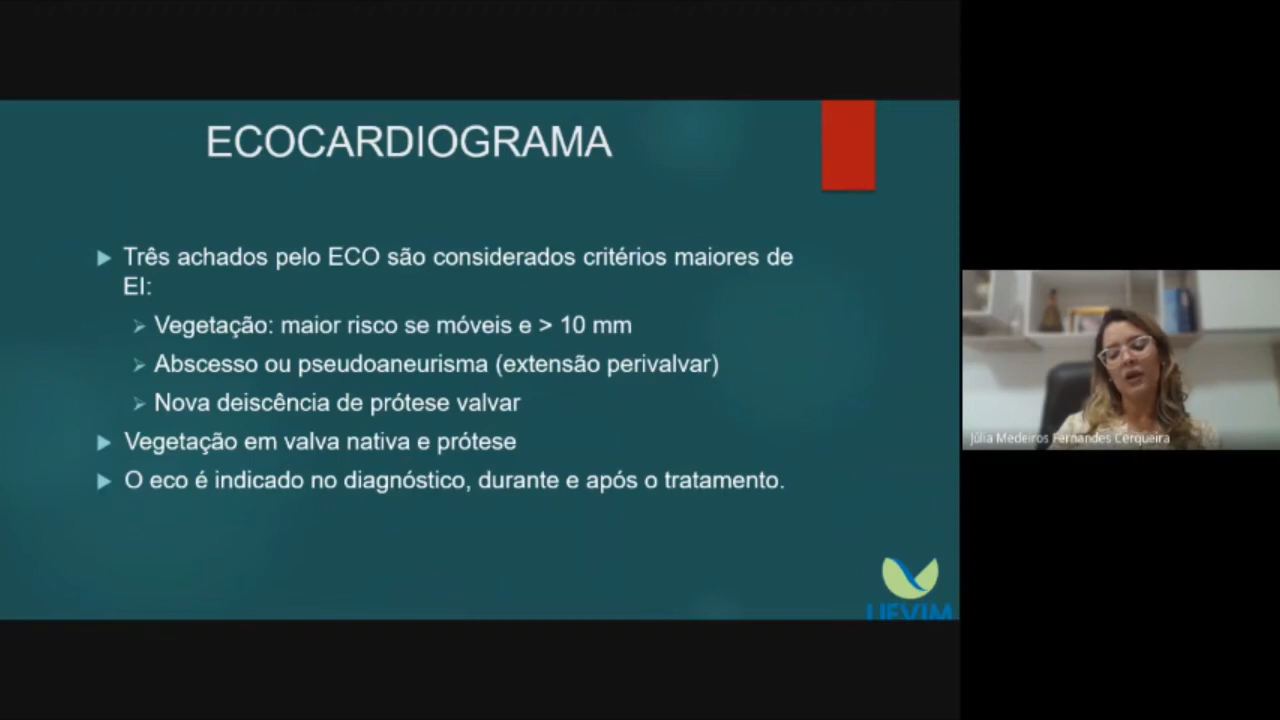 ECOCARDIOGRAMA
Três achados pelo ECO são considerados critérios maiores de
EI:
Vegetação: maior risco se móveis e > 10 mm
Abscesso ou pseudoaneurisma (extensão perivalvar)
Nova deiscência de prótese valvar
Vegetação em valva nativa e prótese
O eco é indicado no diagnóstico, durante e após o tratamento.
Júlia Medeiros Fernandes Cerqueira